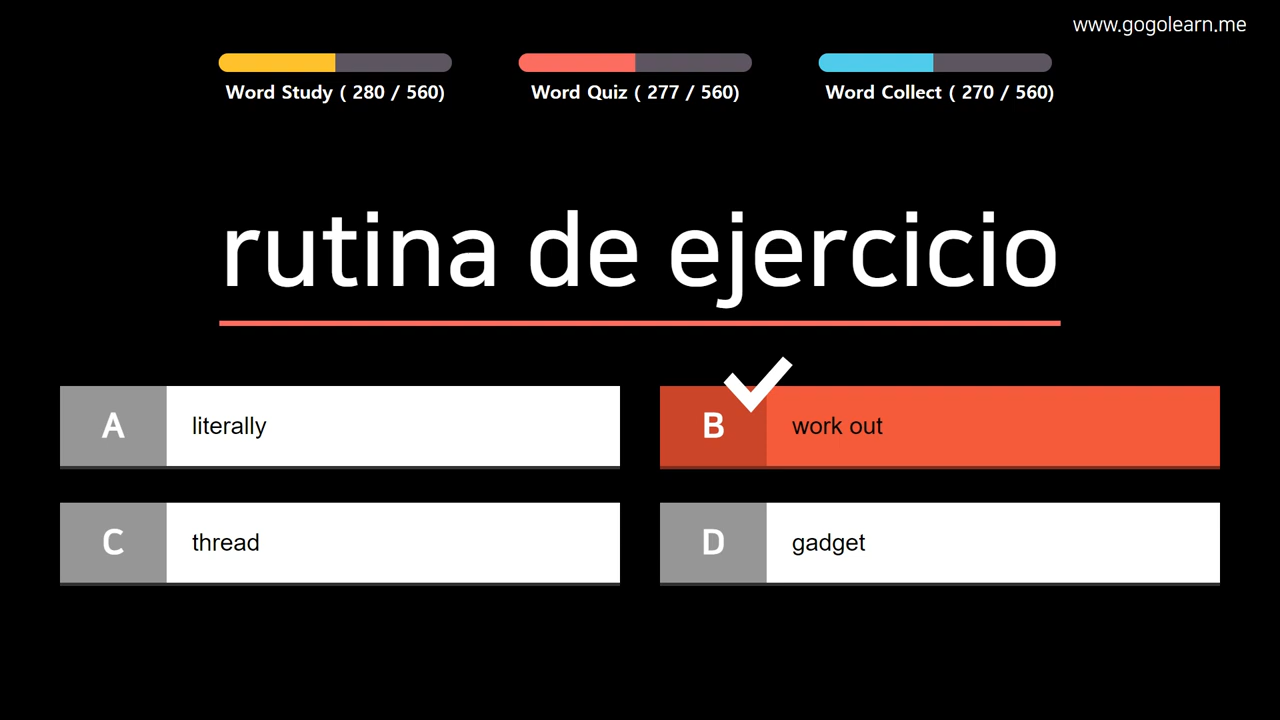 www.gogolearn.me
Word Study ( 280 / 560)
Word Quiz ( 277 / 560)
Word Collect ( 270 / 560)
rutina de ejercicio
A
literally
B
work out
C
thread
D
gadget